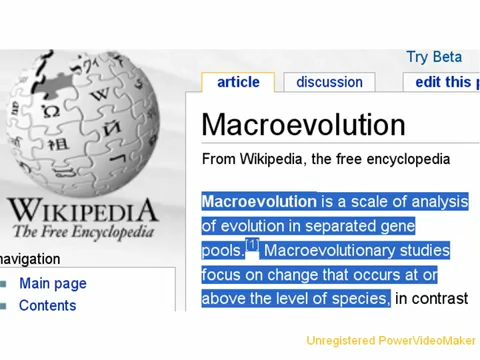 Try Beta
article
discussion
edit this
Macroevolution
From Wikipedia, the free encyclopedia
Macroevolution is a scale of analysis
of evolution in separated gene
pools.[1] Macroevolutionary studies
focus on change that occurs at or
above the level of species, in contrast
WIKIPEDIA
The Free Encyclopedia
navigation
Main page
Contents
Unregistered PowerVideoMaker